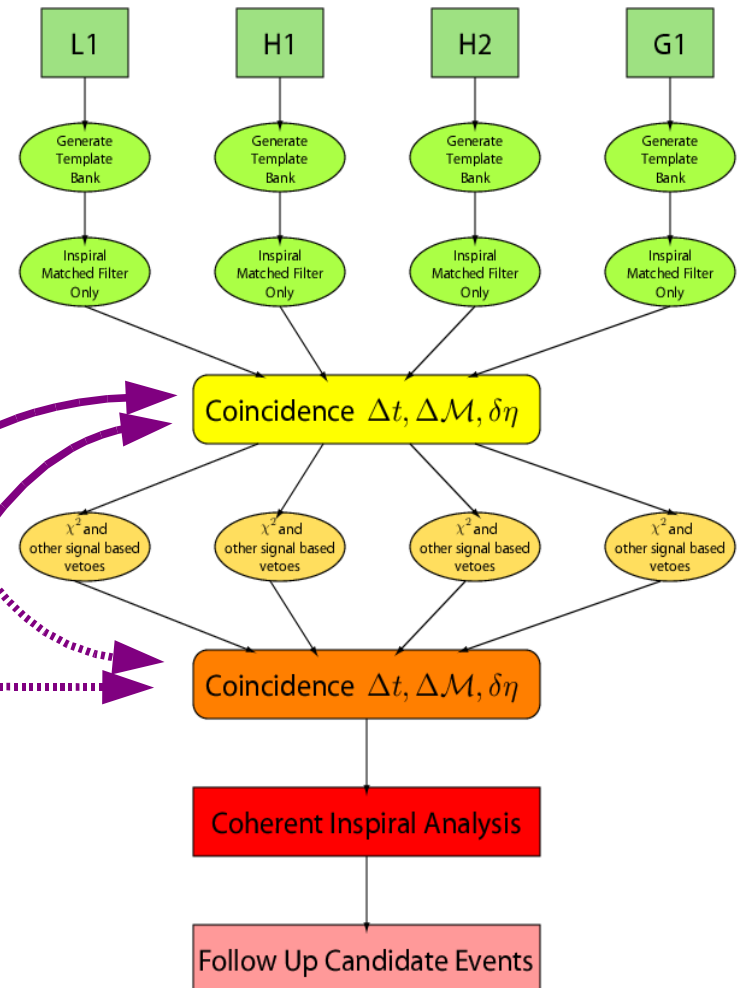 L1 H1 H2 G1
Generate
Template
Bank
Generate
Template
Bank
Generate
Template
Bank
Generate
Template
Bank
Inspiral
Matched Filter
Only
Inspiral
Matched Filter
Only
Inspiral
Matched Filter
Only
Inspiral
Matched Filter
Only
Coincidence Δt, Δℳ, δη
χ² and
other signal based
vetoes
χ² and
other signal based
vetoes
χ² and
other signal based
vetoes
χ² and
other signal based
vetoes
Coincidence Δt, Δℳ, δη
Coherent Inspiral Analysis
Follow Up Candidate Events